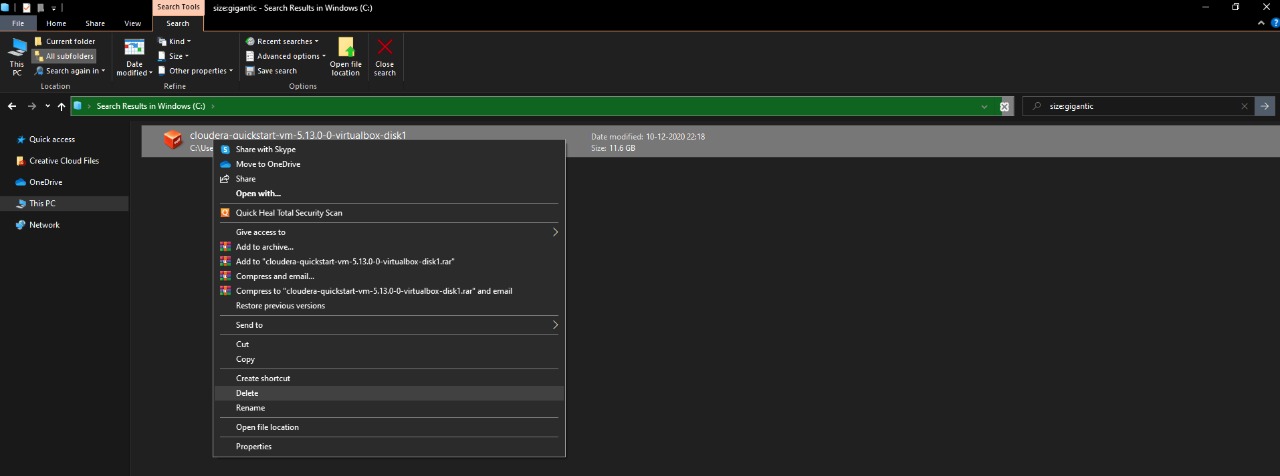 Search Tools
size:gigantic - Search Results in Windows (C:)
File
Home
Share
View
Search
This PC
Current folder
All subfolders
Search again in
Location
Date modified
Kind
Size
Other properties
Refine
Recent searches
Advanced options
Save search
Options
Open file location
Close search
Search Results in Windows (C:)
size:gigantic
Quick access
Creative Cloud Files
OneDrive
This PC
Network
cloudera-quickstart-vm-5.13.0-0-virtualbox-disk1
Date modified: 10-12-2020 22:18
C:\Use
Size: 11.6 GB
Share with Skype
Move to OneDrive
Share
Open with...
Quick Heal Total Security Scan
Give access to
Add to archive...
Add to "cloudera-quickstart-vm-5.13.0-0-virtualbox-disk1.rar"
Compress and email...
Compress to "cloudera-quickstart-vm-5.13.0-0-virtualbox-disk1.rar" and email
Restore previous versions
Send to
Cut
Copy
Create shortcut
Delete
Rename
Open file location
Properties